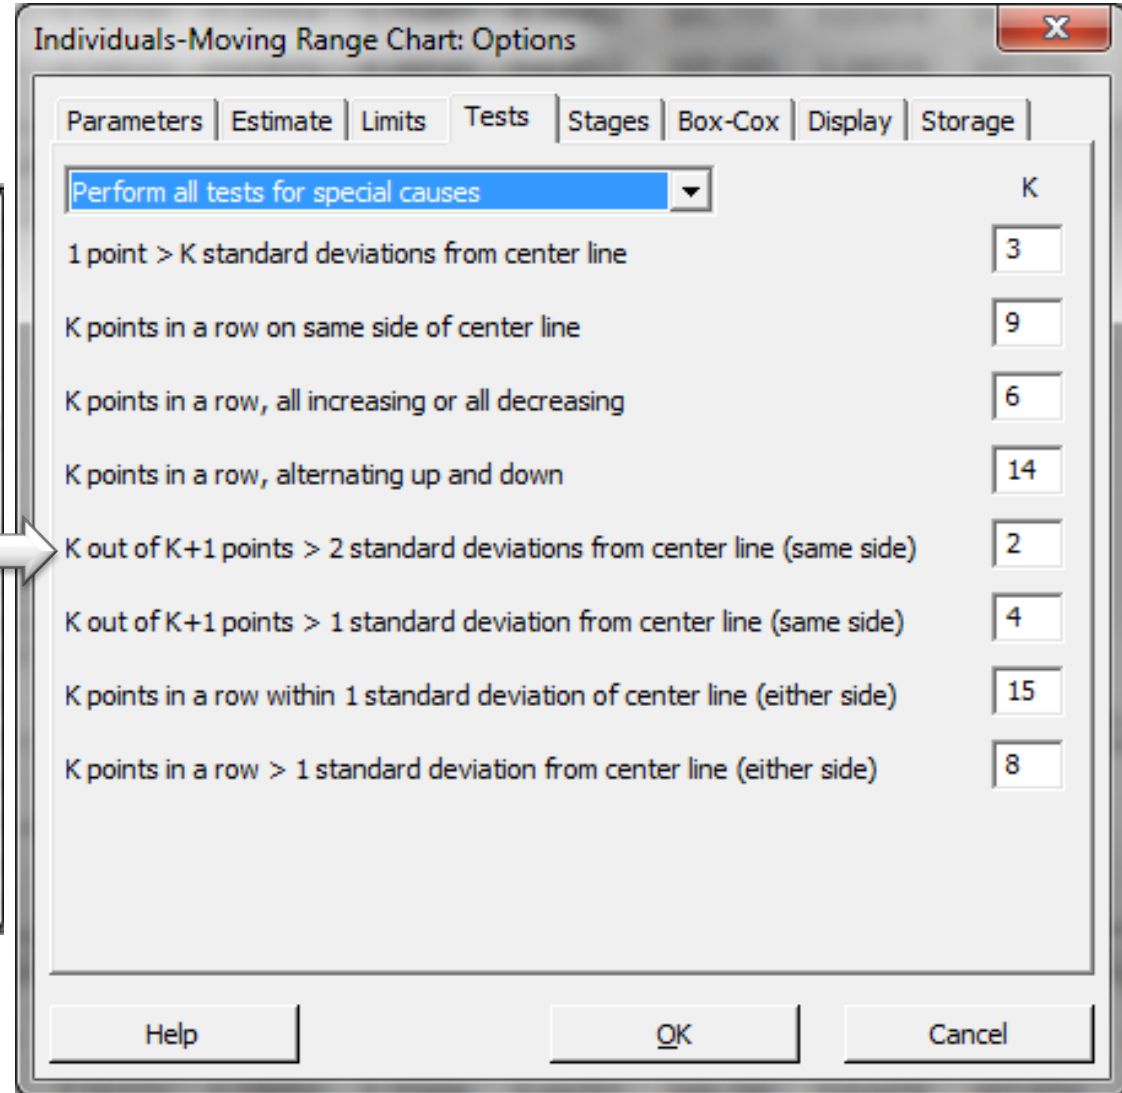 Individuals-Moving Range Chart: Options
X
Parameters Estimate Limits Tests Stages Box-Cox Display Storage
Perform all tests for special causes K
1 point > K standard deviations from center line 3
K points in a row on same side of center line 9
K points in a row, all increasing or all decreasing 6
K points in a row, alternating up and down 14
K out of K+1 points > 2 standard deviations from center line (same side) 2
K out of K+1 points > 1 standard deviation from center line (same side) 4
K points in a row within 1 standard deviation of center line (either side) 15
K points in a row > 1 standard deviation from center line (either side) 8
Help OK Cancel